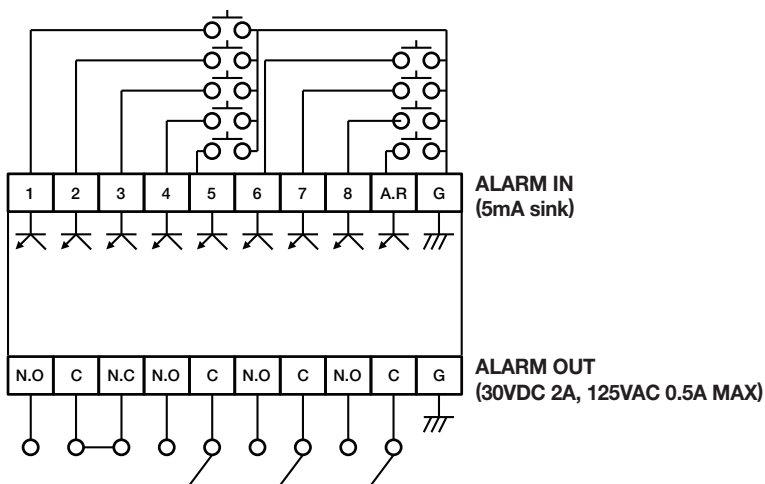 1 2 3 4 5 6 7 8 A.R G
ALARM IN
(5mA sink)
N.O C N.C N.O C N.O C N.O C G
ALARM OUT
(30VDC 2A, 125VAC 0.5A MAX)